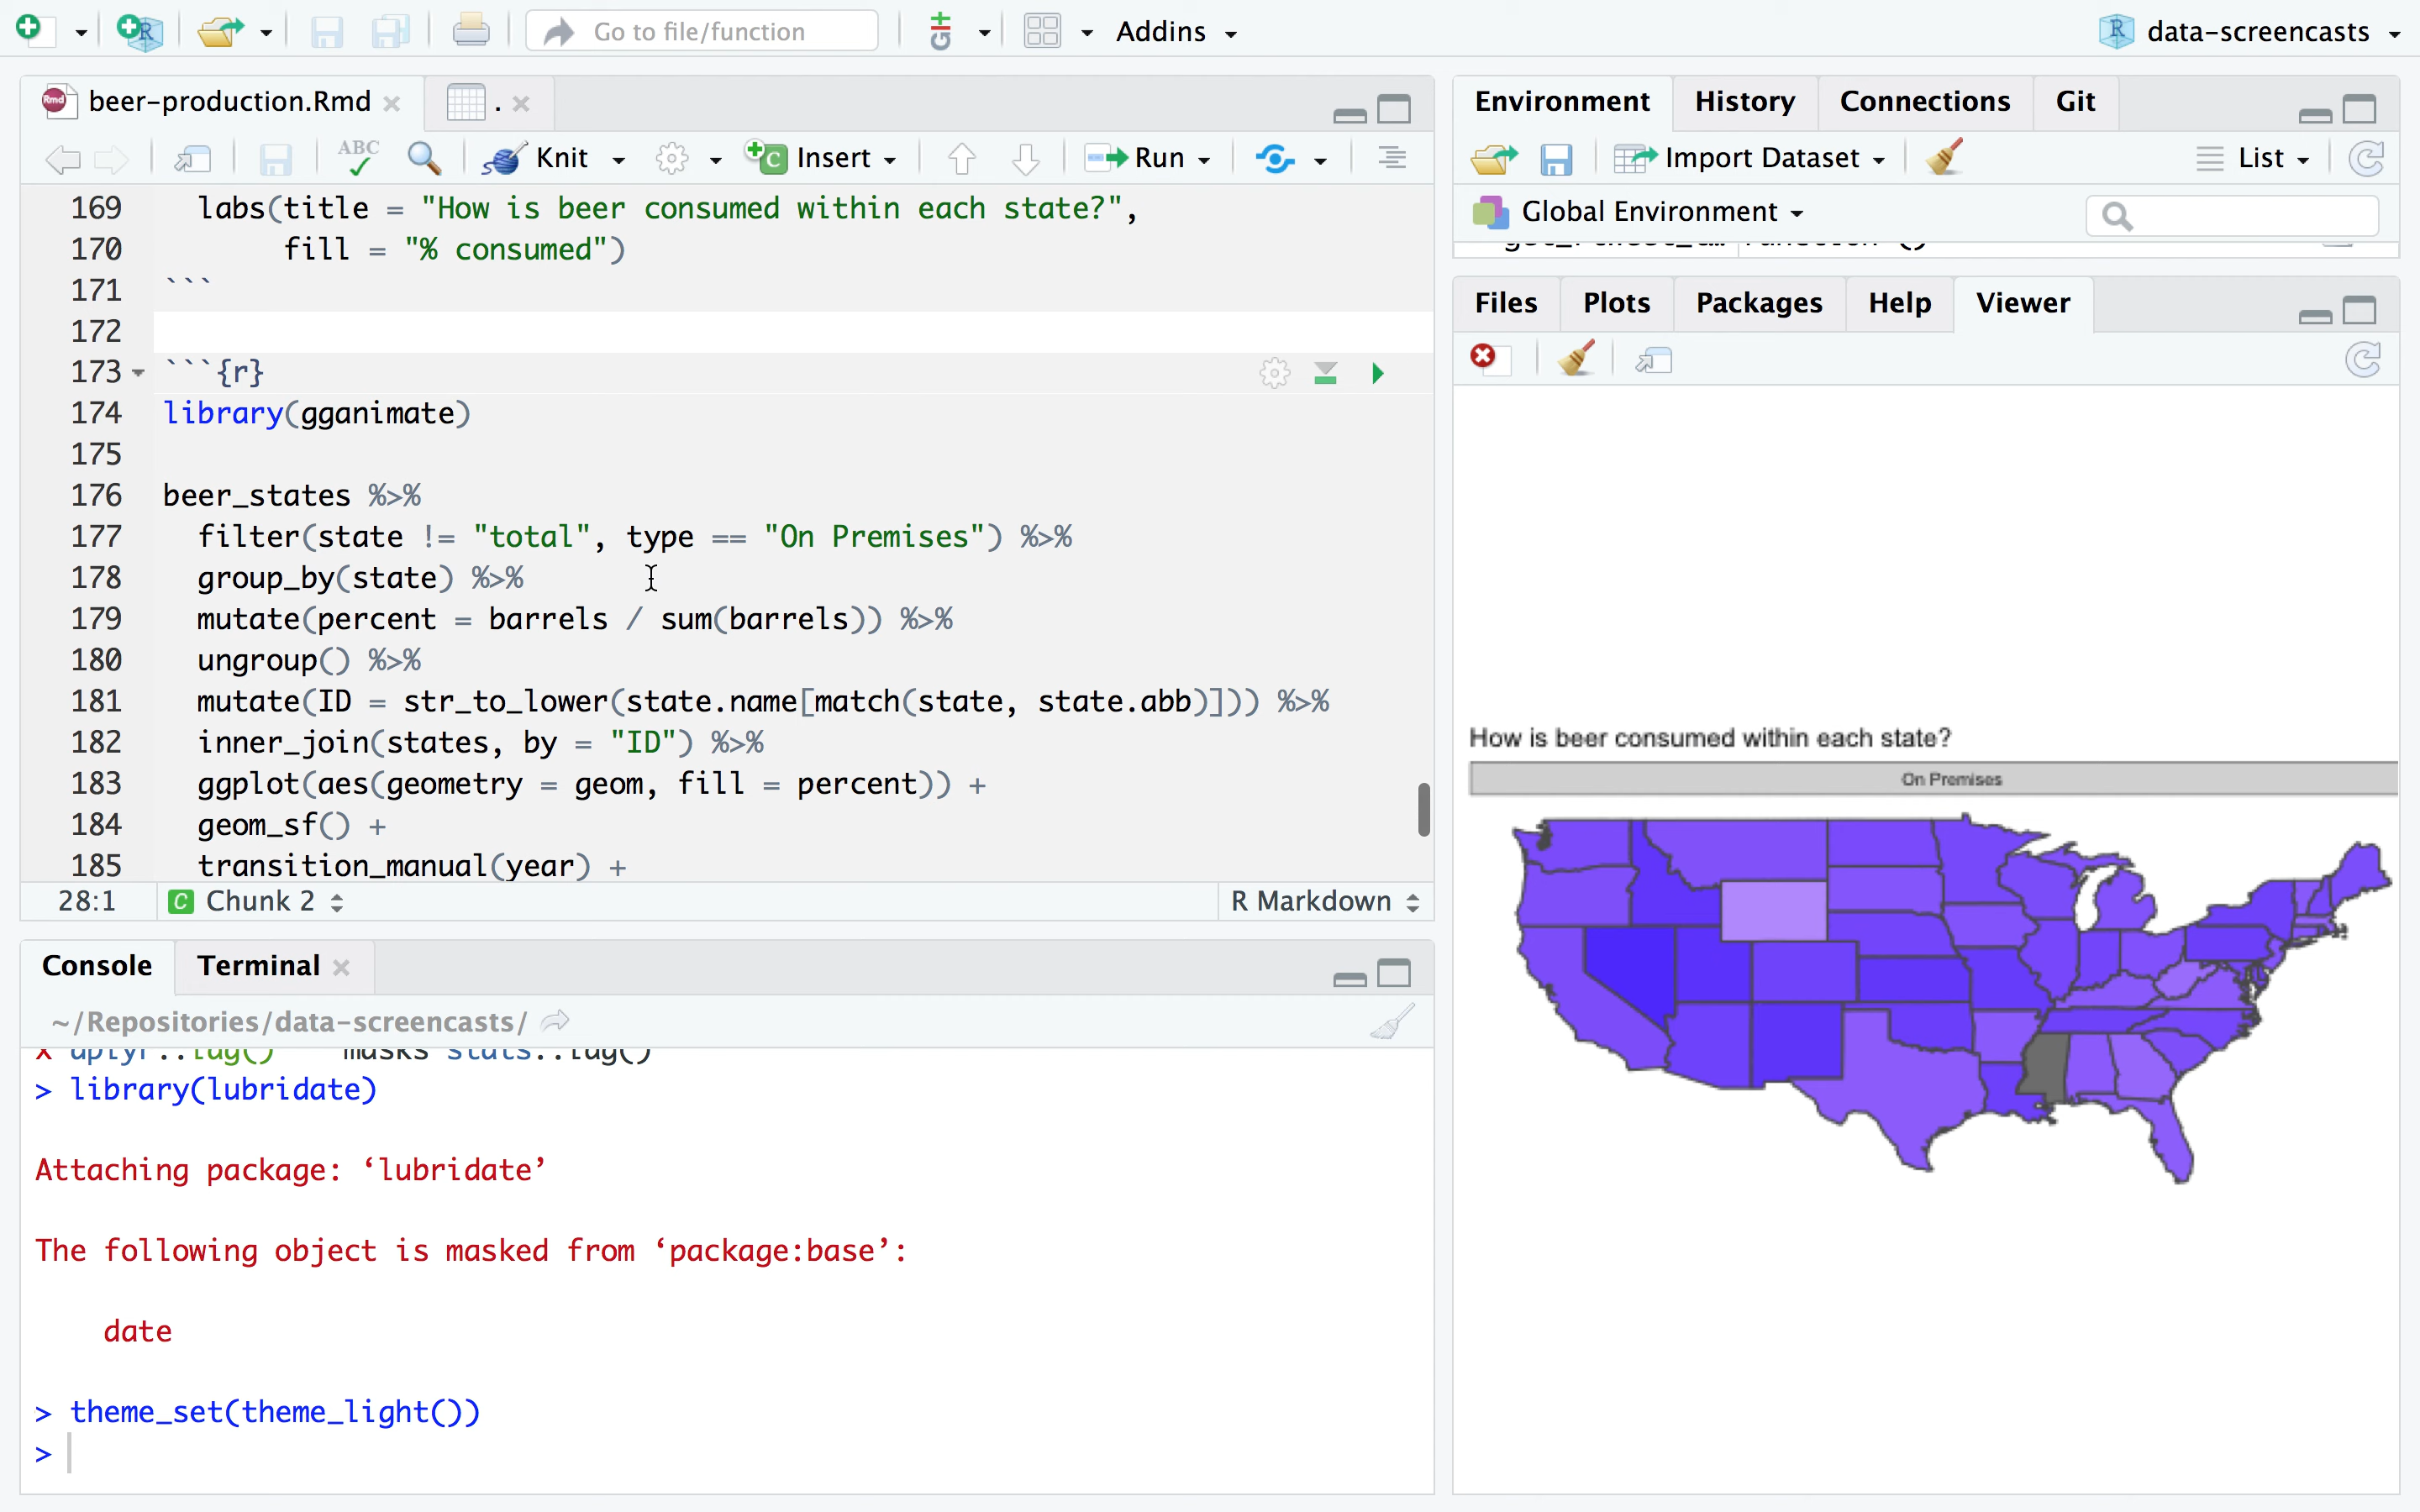 Go to file/function
Addins
data-screencasts
beer-production.Rmd
.
ABC
Knit
Insert
Run
169 labs(title = "How is beer consumed within each state?",
170 fill = "% consumed")
171 ```
172
173 ```{r}
174 library(gganimate)
175
176 beer_states %>%
177 filter(state != "total", type == "On Premises") %>%
178 group_by(state) %>%
179 mutate(percent = barrels / sum(barrels)) %>%
180 ungroup() %>%
181 mutate(ID = str_to_lower(state.name[match(state, state.abb)])) %>%
182 inner_join(states, by = "ID") %>%
183 ggplot(aes(geometry = geom, fill = percent)) +
184 geom_sf() +
185 transition_manual(year) +
28:1
C Chunk 2
R Markdown
Console
Terminal
~/Repositories/data-screencasts/
x dplyr::lag() masks stats::lag()
> library(lubridate)
Attaching package: ‘lubridate’
The following object is masked from ‘package:base’:
date
> theme_set(theme_light())
>
Environment
History
Connections
Git
Import Dataset
List
Global Environment
Files
Plots
Packages
Help
Viewer
How is beer consumed within each state?
On Premises